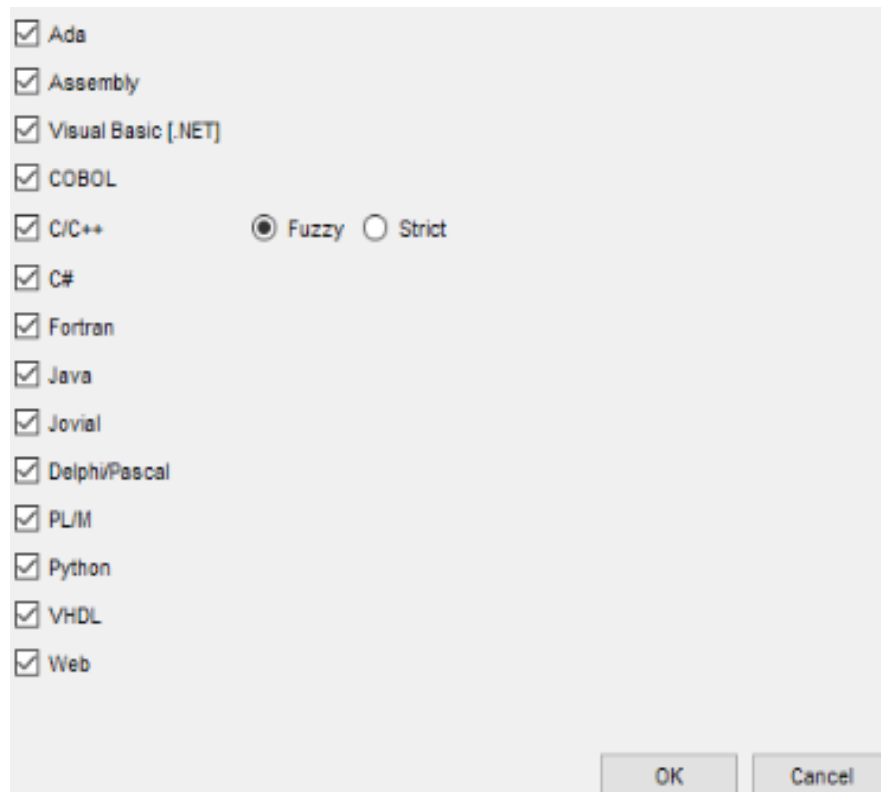 Ada
Assembly
Visual Basic [.NET]
COBOL
C/C++ Fuzzy Strict
C#
Fortran
Java
Jovial
Delphi/Pascal
PL/M
Python
VHDL
Web
OK Cancel